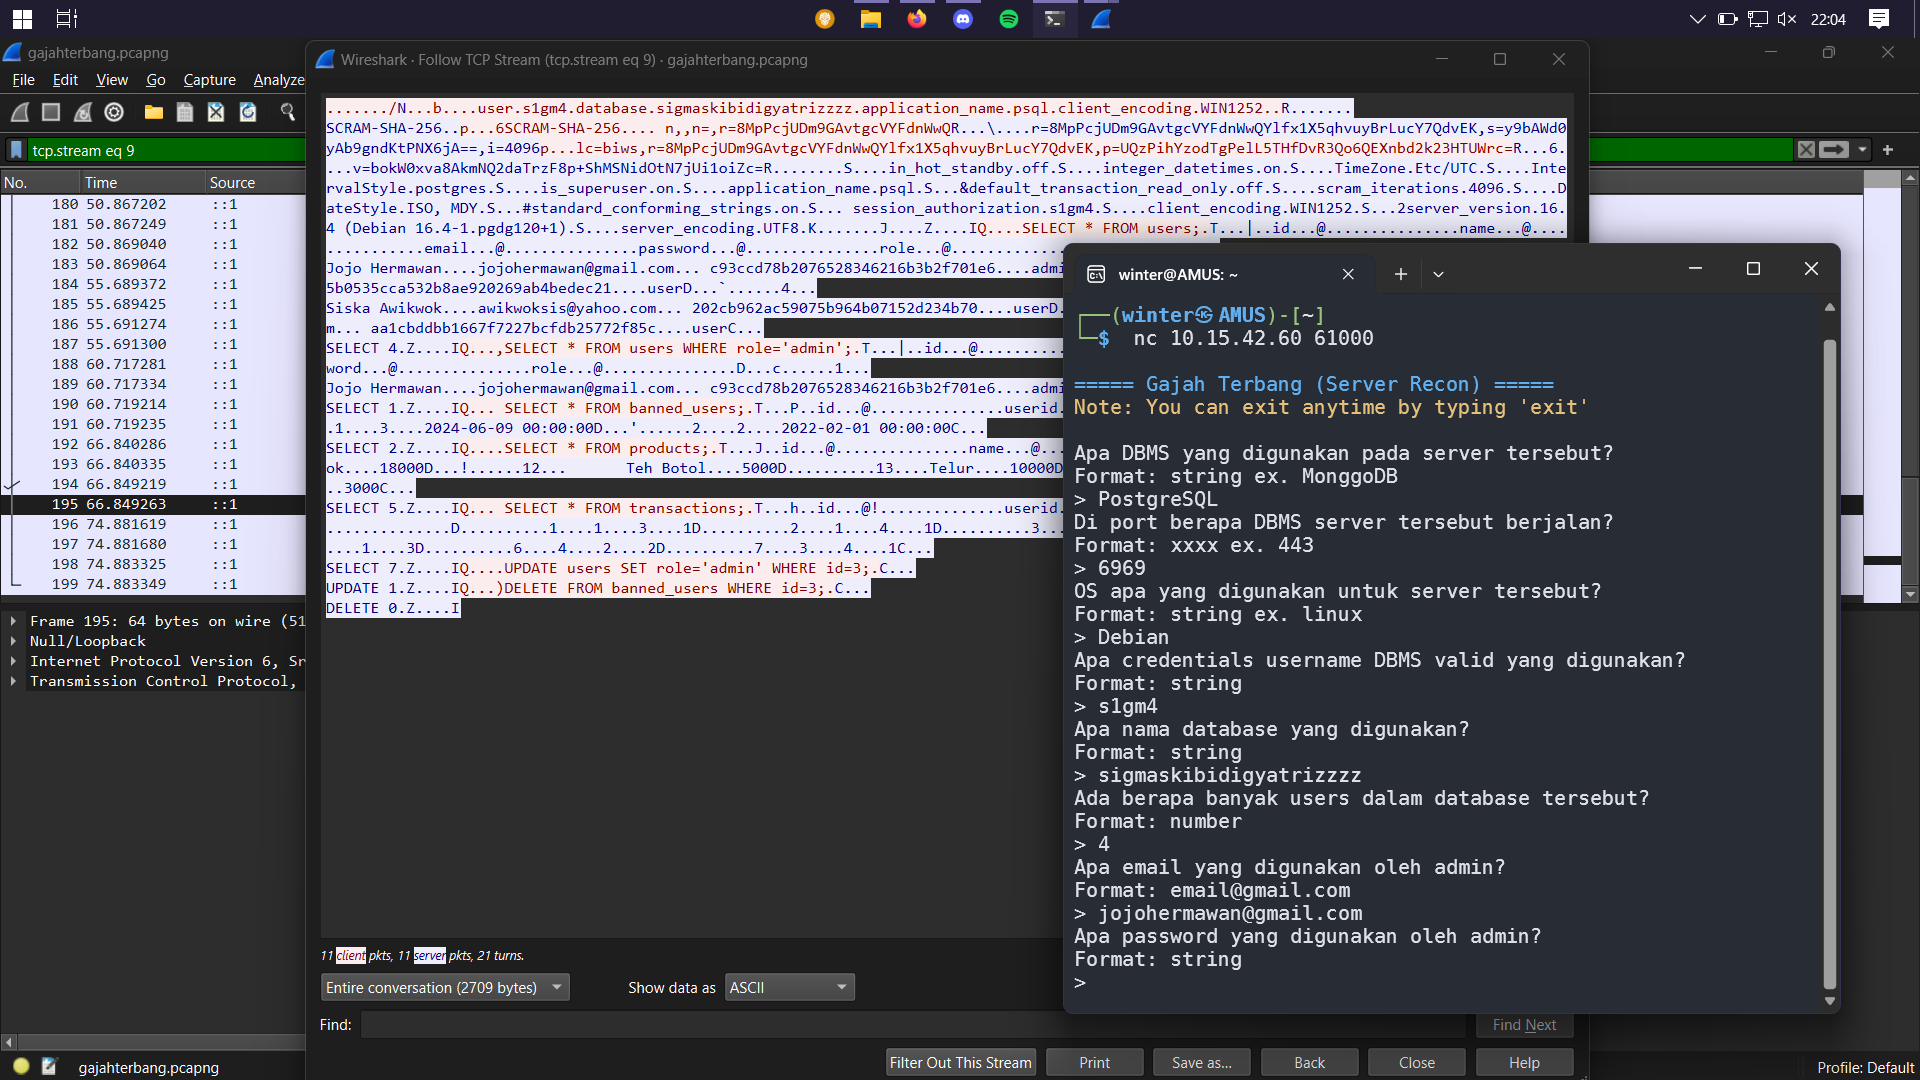 22:04
gajahterbang.pcapng
File Edit View Go Capture Analyze
tcp.stream eq 9
No. Time Source
180 50.867202 ::1
181 50.867249 ::1
182 50.869040 ::1
183 50.869064 ::1
184 55.689372 ::1
185 55.689425 ::1
186 55.691274 ::1
187 55.691300 ::1
188 60.717281 ::1
189 60.717334 ::1
190 60.719214 ::1
191 60.719235 ::1
192 66.840286 ::1
193 66.840335 ::1
194 66.849219 ::1
195 66.849263 ::1
196 74.881619 ::1
197 74.881680 ::1
198 74.883325 ::1
199 74.883349 ::1
Frame 195: 64 bytes on wire (51
Null/Loopback
Internet Protocol Version 6, Sr
Transmission Control Protocol,
gajahterbang.pcapng
Profile: Default
Wireshark · Follow TCP Stream (tcp.stream eq 9) · gajahterbang.pcapng
......../N...b....user.s1gm4.database.sigmaskibidigyatrizzzz.application_name.psql.client_encoding.WIN1252..R.......
SCRAM-SHA-256..p...6SCRAM-SHA-256.... n,,n=,r=8MpPcjUDm9GAvtgcVYFdnWwQR...\....r=8MpPcjUDm9GAvtgcVYFdnWwQYlfx1X5qhvuyBrLucY7QdvEK,s=y9bAWd0
yAb9gndKtPNX6jA==,i=4096p...lc=biws,r=8MpPcjUDm9GAvtgcVYFdnWwQYlfx1X5qhvuyBrLucY7QdvEK,p=UQzPihYzodTgPelL5THfDvR3Qo6QEXnbd2k23HTUWrc=R...6.
...v=bokW0xva8AkmNQ2daTrzF8p+ShMSNidOtN7jUi1oiZc=R........S....in_hot_standby.off.S....integer_datetimes.on.S....TimeZone.Etc/UTC.S....Inte
rvalStyle.postgres.S....is_superuser.on.S....application_name.psql.S...&default_transaction_read_only.off.S....scram_iterations.4096.S....D
ateStyle.ISO, MDY.S...#standard_conforming_strings.on.S... session_authorization.s1gm4.S....client_encoding.WIN1252.S...2server_version.16.
4 (Debian 16.4-1.pgdg120+1).S....server_encoding.UTF8.K.......J....Z....IQ....SELECT * FROM users;.T...|..id...@...............name...@....
...........email...@..............password...@..............role...@..........
Jojo Hermawan....jojohermawan@gmail.com... c93ccd78b2076528346216b3b2f701e6....admi
5b0535cca532b8ae920269ab4bedec21....userD...`......4...
Siska Awikwok....awikwoksis@yahoo.com... 202cb962ac59075b964b07152d234b70....userD.
m... aa1cbddbb1667f7227bcfdb25772f85c....userC...
SELECT 4.Z....IQ...,SELECT * FROM users WHERE role='admin';.T...|..id...@..........
word...@..............role...@..............D...c......1...
Jojo Hermawan....jojohermawan@gmail.com... c93ccd78b2076528346216b3b2f701e6....admi
SELECT 1.Z....IQ... SELECT * FROM banned_users;.T...P..id...@...............userid.
.1....3....2024-06-09 00:00:00D...'......2....2....2022-02-01 00:00:00C...
SELECT 2.Z....IQ....SELECT * FROM products;.T...J..id...@...............name...@...
ok....18000D...!......12... Teh Botol....5000D..........13....Telur....10000D
..3000C...
SELECT 5.Z....IQ... SELECT * FROM transactions;.T...h..id...@!..............userid.
................D...........1....1....3....1D..........2....1....4....1D..........3...
....1....3D..........6....4....2....2D..........7....3....4....1C...
SELECT 7.Z....IQ....UPDATE users SET role='admin' WHERE id=3;.C...
UPDATE 1.Z....IQ...)DELETE FROM banned_users WHERE id=3;.C...
DELETE 0.Z....I
11 client pkts, 11 server pkts, 21 turns.
Entire conversation (2709 bytes) Show data as ASCII
Find: Find Next
Filter Out This Stream Print Save as... Back Close Help
winter@AMUS: ~
(winter㉿AMUS)-[~]
$ nc 10.15.42.60 61000
===== Gajah Terbang (Server Recon) =====
Note: You can exit anytime by typing 'exit'
Apa DBMS yang digunakan pada server tersebut?
Format: string ex. MonggoDB
> PostgreSQL
Di port berapa DBMS server tersebut berjalan?
Format: xxxx ex. 443
> 6969
OS apa yang digunakan untuk server tersebut?
Format: string ex. linux
> Debian
Apa credentials username DBMS valid yang digunakan?
Format: string
> s1gm4
Apa nama database yang digunakan?
Format: string
> sigmaskibidigyatrizzzz
Ada berapa banyak users dalam database tersebut?
Format: number
> 4
Apa email yang digunakan oleh admin?
Format: email@gmail.com
> jojohermawan@gmail.com
Apa password yang digunakan oleh admin?
Format: string
>